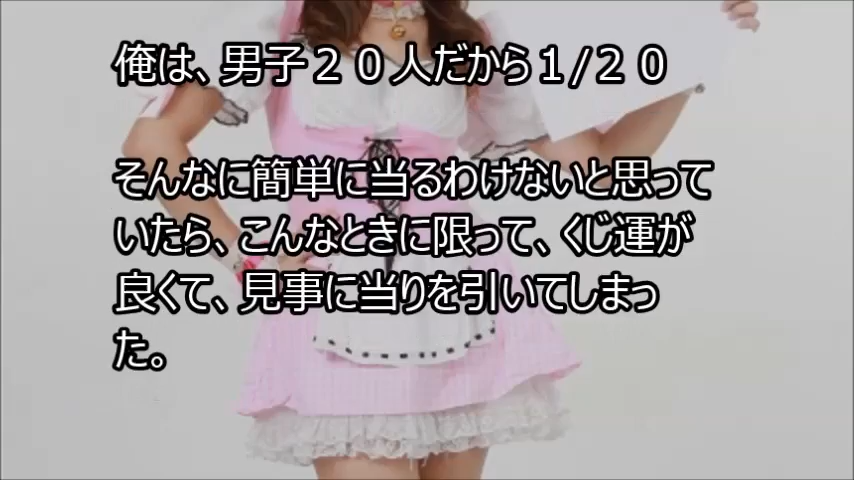 俺は、男子２０人だから１/２０
そんなに簡単に当るわけないと思って
いたら、こんなときに限って、くじ運が
良くて、見事に当りを引いてしまっ
た。